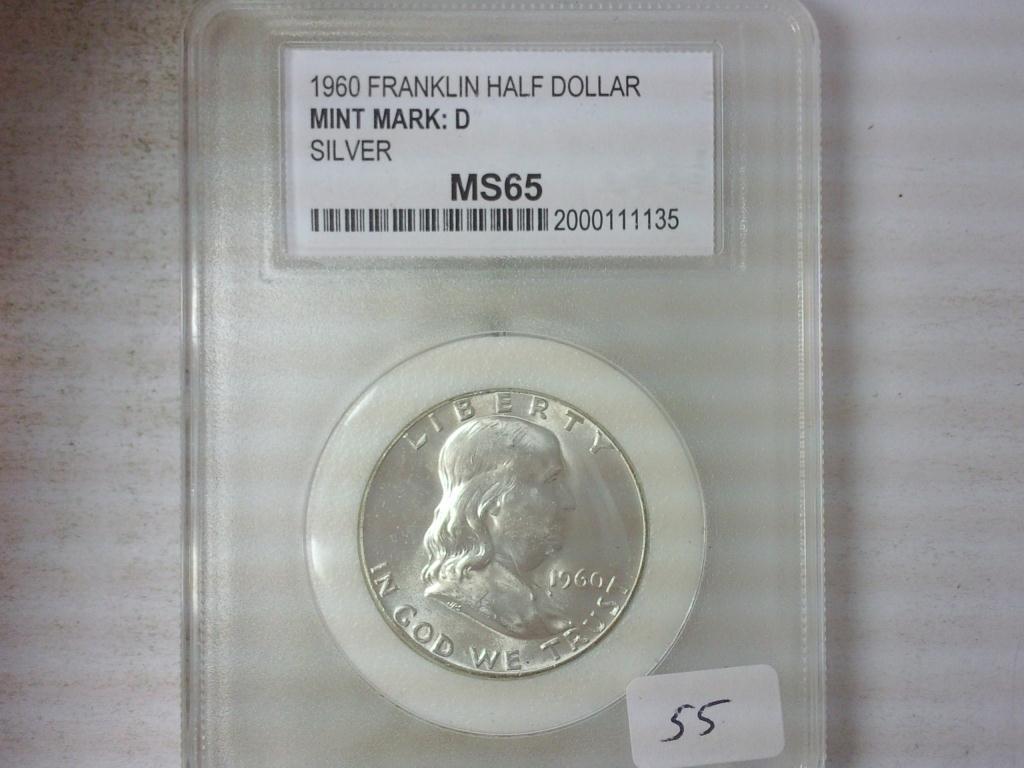 1960 FRANKLIN HALF DOLLAR
MINT MARK: D
SILVER
MS65
2000111135
LIBERTY
1960
IN GOD WE TRUST
55